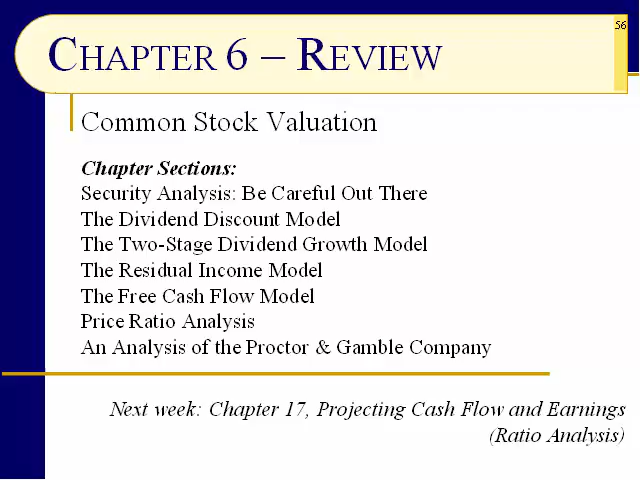 56
CHAPTER 6 – REVIEW
Common Stock Valuation
Chapter Sections:
Security Analysis: Be Careful Out There
The Dividend Discount Model
The Two-Stage Dividend Growth Model
The Residual Income Model
The Free Cash Flow Model
Price Ratio Analysis
An Analysis of the Proctor & Gamble Company
Next week: Chapter 17, Projecting Cash Flow and Earnings
(Ratio Analysis)